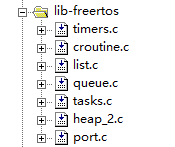 lib-freertos
timers.c
croutine.c
list.c
queue.c
tasks.c
heap_2.c
port.c